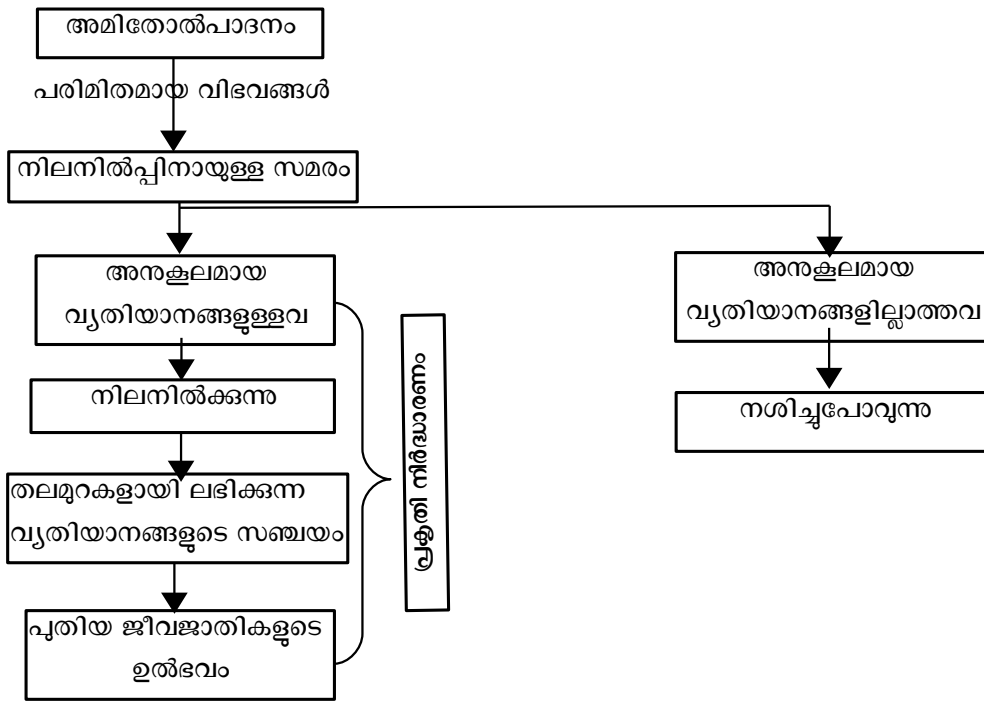 അമിതോൽപാദനം
പരിമിതമായ വിഭവങ്ങൾ
നിലനിൽപ്പിനായുള്ള സമരം
അനുകൂലമായ
വ്യതിയാനങ്ങളുള്ളവ
നിലനിൽക്കുന്നു
തലമുറകളായി ലഭിക്കുന്ന
വ്യതിയാനങ്ങളുടെ സഞ്ചയം
പുതിയ ജീവജാതികളുടെ
ഉൽഭവം
പ്രകൃതി നിർദ്ധാരണം
അനുകൂലമായ
വ്യതിയാനങ്ങളില്ലാത്തവ
നശിച്ചുപോവുന്നു